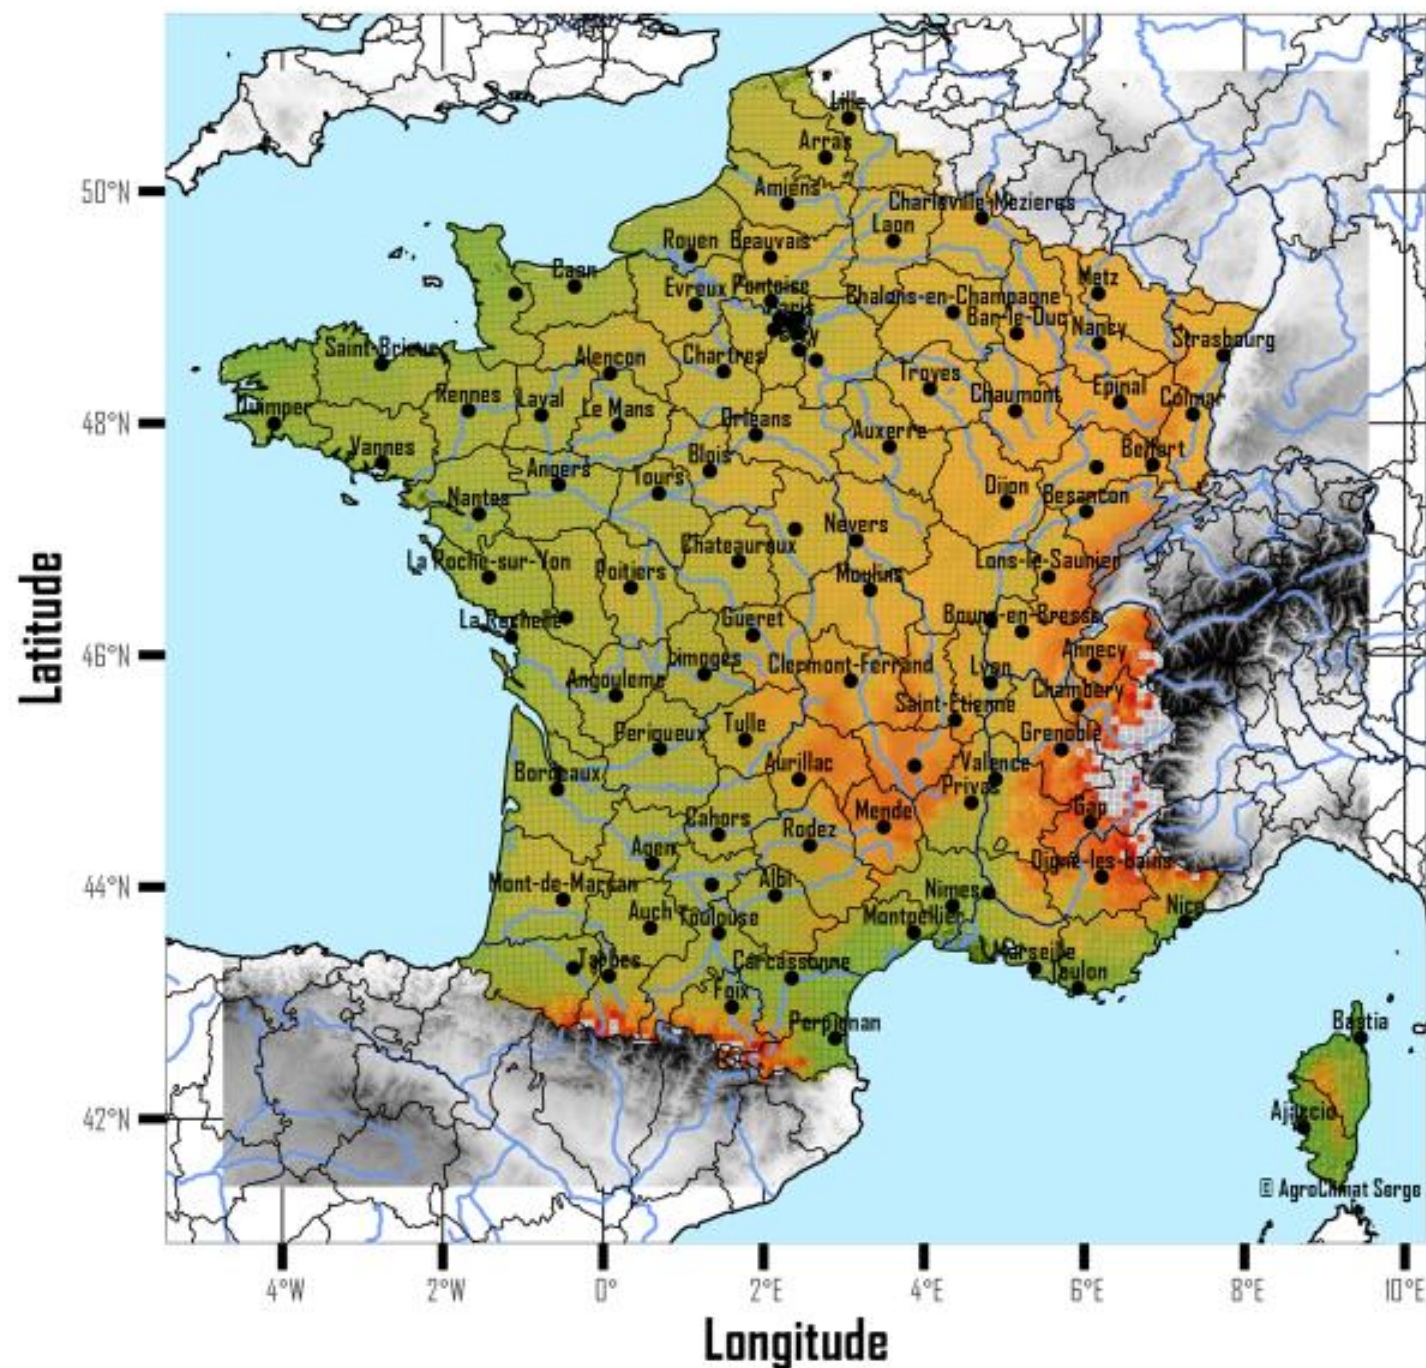 Lille
Arras
50°N
Amiens
Charleville-Mezieres
Laon
Rouen
Beauvais
Caen
Pontoise
Metz
Evreux
Chalons-en-Champagne
Paris
Bar-le-Duc
Nancy
Strasbourg
Saint-Brieuc
Alencon
Chartres
Troyes
Chaumont
Epinal
Colmar
Quimper
48°N
Rennes
Laval
Le Mans
Orleans
Auxerre
Vannes
Blois
Belfort
Angers
Tours
Dijon
Besancon
Nantes
Nevers
Chateauroux
La Roche-sur-Yon
Poitiers
Moulins
Lons-le-Saunier
La Rochelle
Gueret
Bourg-en-Bresse
46°N
Limoges
Clermont-Ferrand
Lyon
Annecy
Angouleme
Saint-Etienne
Chambery
Perigueux
Tulle
Grenoble
Bordeaux
Aurillac
Valence
Privas
Cahors
Rodez
Mende
Gap
Agen
Digne-les-bains
44°N
Mont-de-Marsan
Albi
Nimes
Auch
Toulouse
Montpellier
Nice
Tarbes
Carcassonne
Marseille
Toulon
Foix
Perpignan
Bastia
42°N
Ajaccio
© AgroClimat Serge
Latitude
4°W
2°W
0°
2°E
4°E
6°E
8°E
10°E
Longitude